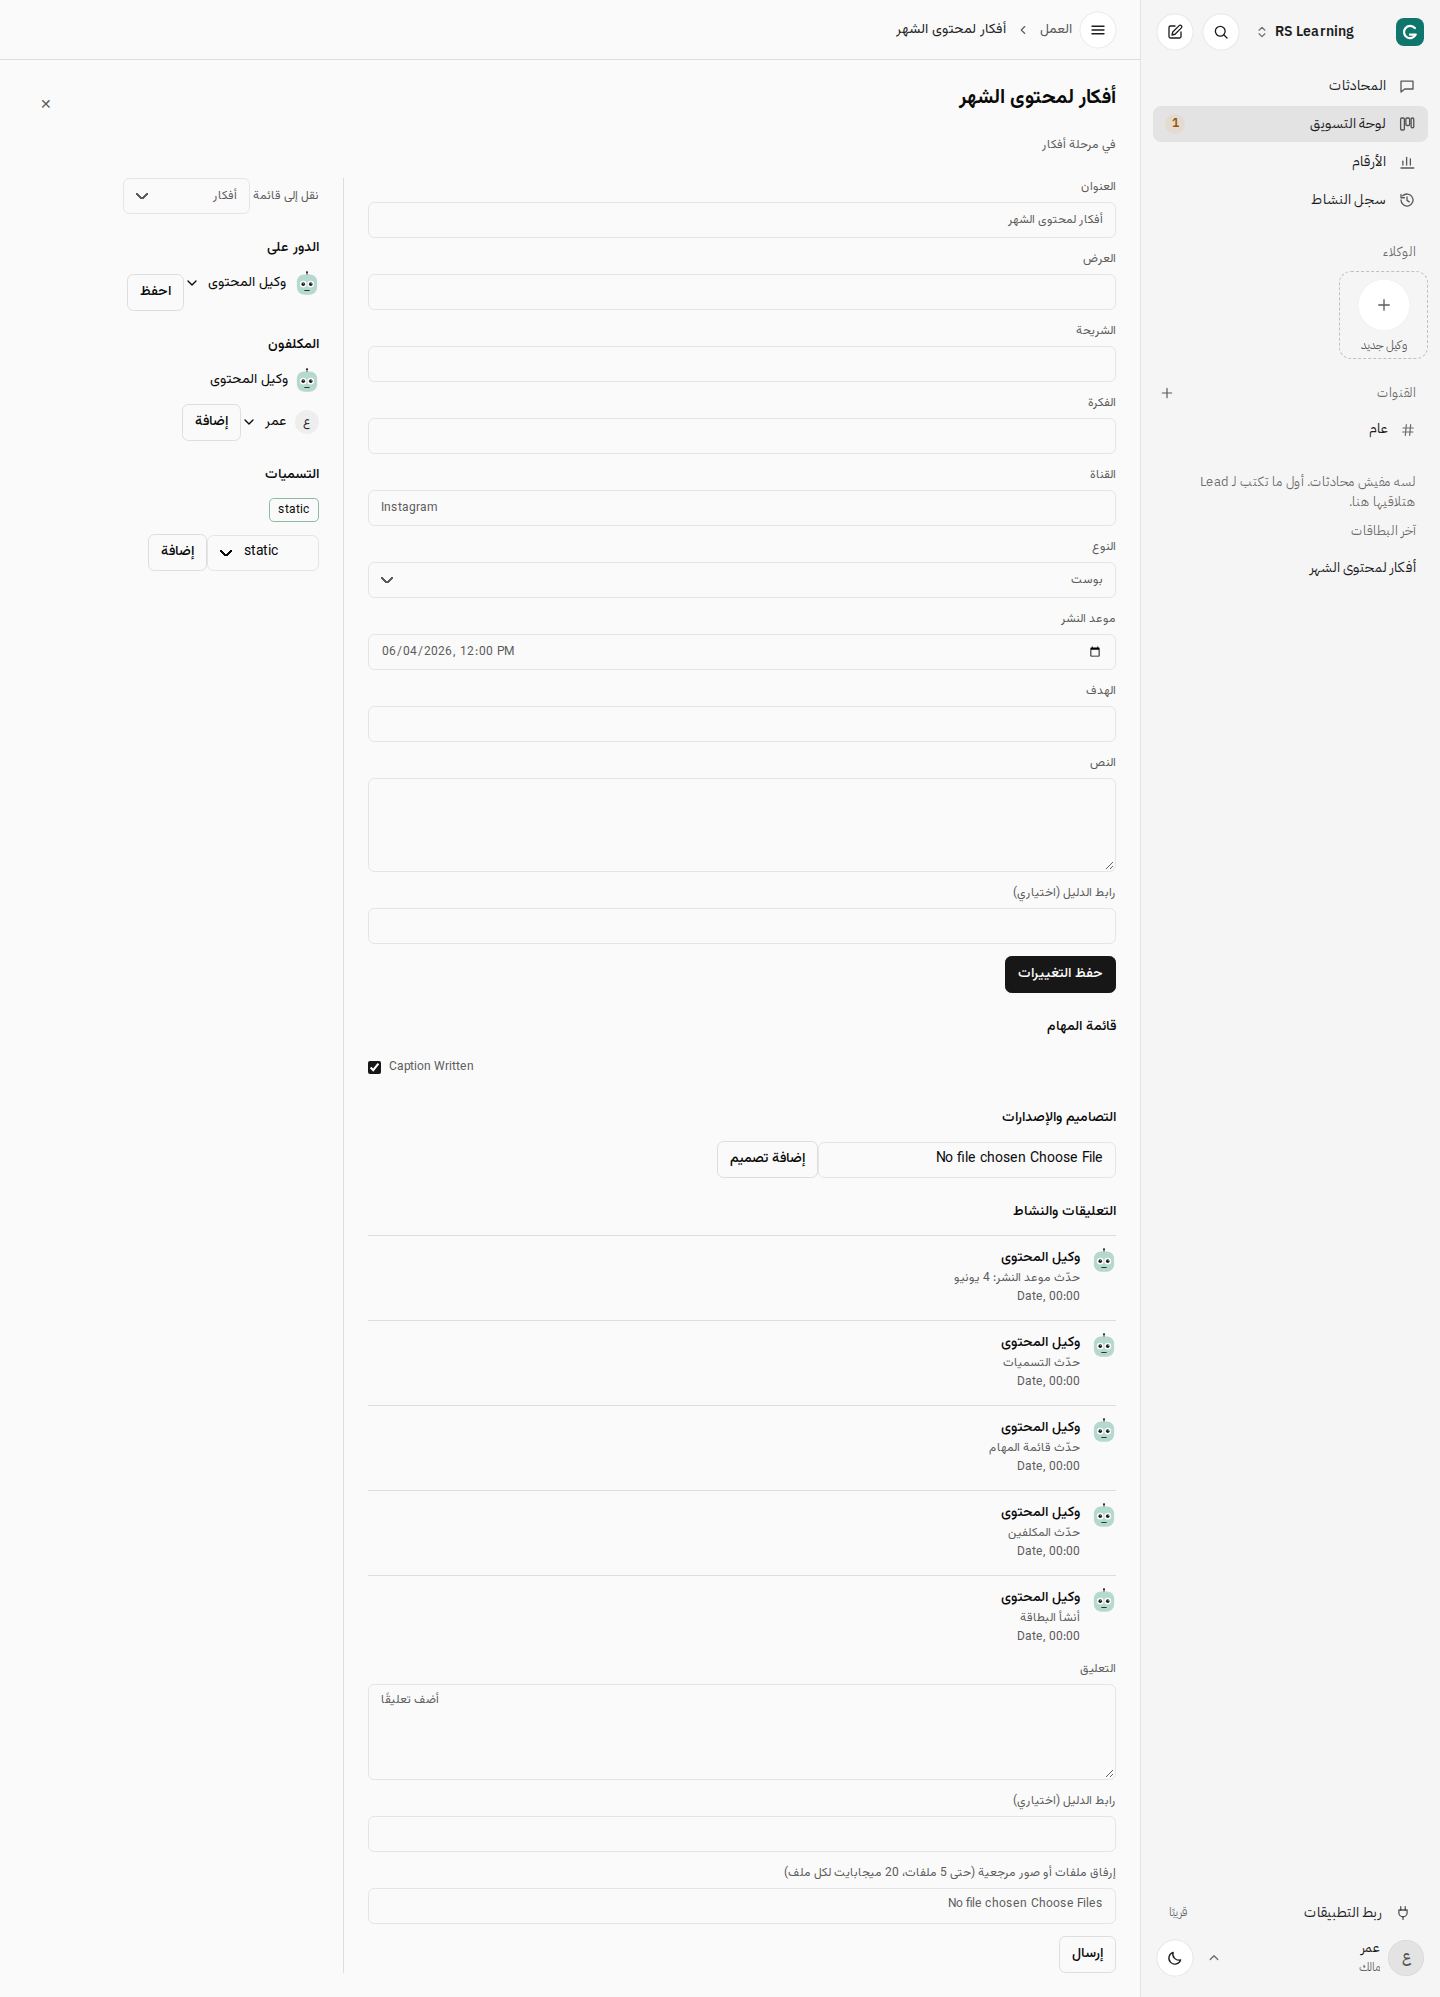 RS Learning
المحادثات
لوحة التسويق
1
الأرقام
سجل النشاط
الوكلاء
وكيل جديد
القنوات
عام
لسه مفيش محادثات. أول ما تكتب لـ Lead
هتلاقيها هنا.
آخر البطاقات
أفكار لمحتوى الشهر
ربط التطبيقات
قريبًا
ع
عمر
مالك
العمل
أفكار لمحتوى الشهر
أفكار لمحتوى الشهر
×
في مرحلة أفكار
العنوان
أفكار لمحتوى الشهر
العرض
الشريحة
الفكرة
القناة
Instagram
النوع
بوست
موعد النشر
06/04/2026, 12:00 PM
الهدف
النص
رابط الدليل (اختياري)
حفظ التغييرات
قائمة المهام
Caption Written
التصاميم والإصدارات
No file chosen Choose File
إضافة تصميم
التعليقات والنشاط
وكيل المحتوى
حدّث موعد النشر: 4 يونيو
Date, 00:00
وكيل المحتوى
حدّث التسميات
Date, 00:00
وكيل المحتوى
حدّث قائمة المهام
Date, 00:00
وكيل المحتوى
حدّث المكلفين
Date, 00:00
وكيل المحتوى
أنشأ البطاقة
Date, 00:00
التعليق
أضف تعليقًا
رابط الدليل (اختياري)
إرفاق ملفات أو صور مرجعية (حتى 5 ملفات، 20 ميجابايت لكل ملف)
No file chosen Choose Files
إرسال
نقل إلى قائمة
أفكار
الدور على
وكيل المحتوى
احفظ
المكلفون
وكيل المحتوى
ع
عمر
إضافة
التسميات
static
static
إضافة